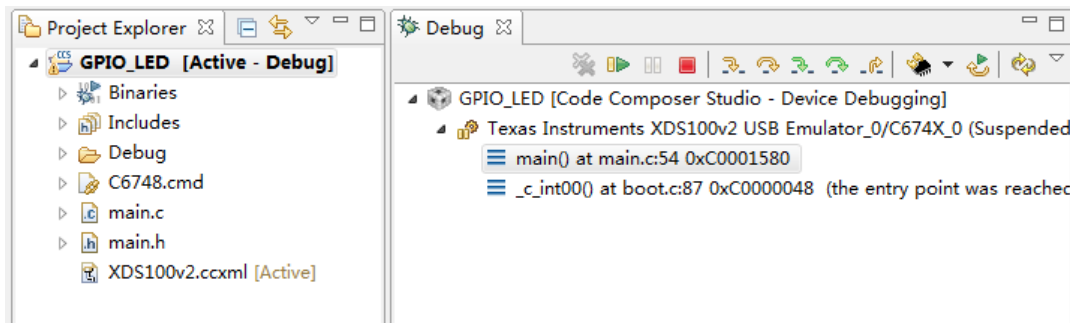 Project Explorer
GPIO_LED [Active - Debug]
Binaries
Includes
Debug
C6748.cmd
main.c
main.h
XDS100v2.ccxml [Active]
Debug
GPIO_LED [Code Composer Studio - Device Debugging]
Texas Instruments XDS100v2 USB Emulator_0/C674X_0 (Suspended
main() at main.c:54 0xC0001580
_c_int00() at boot.c:87 0xC0000048 (the entry point was reached